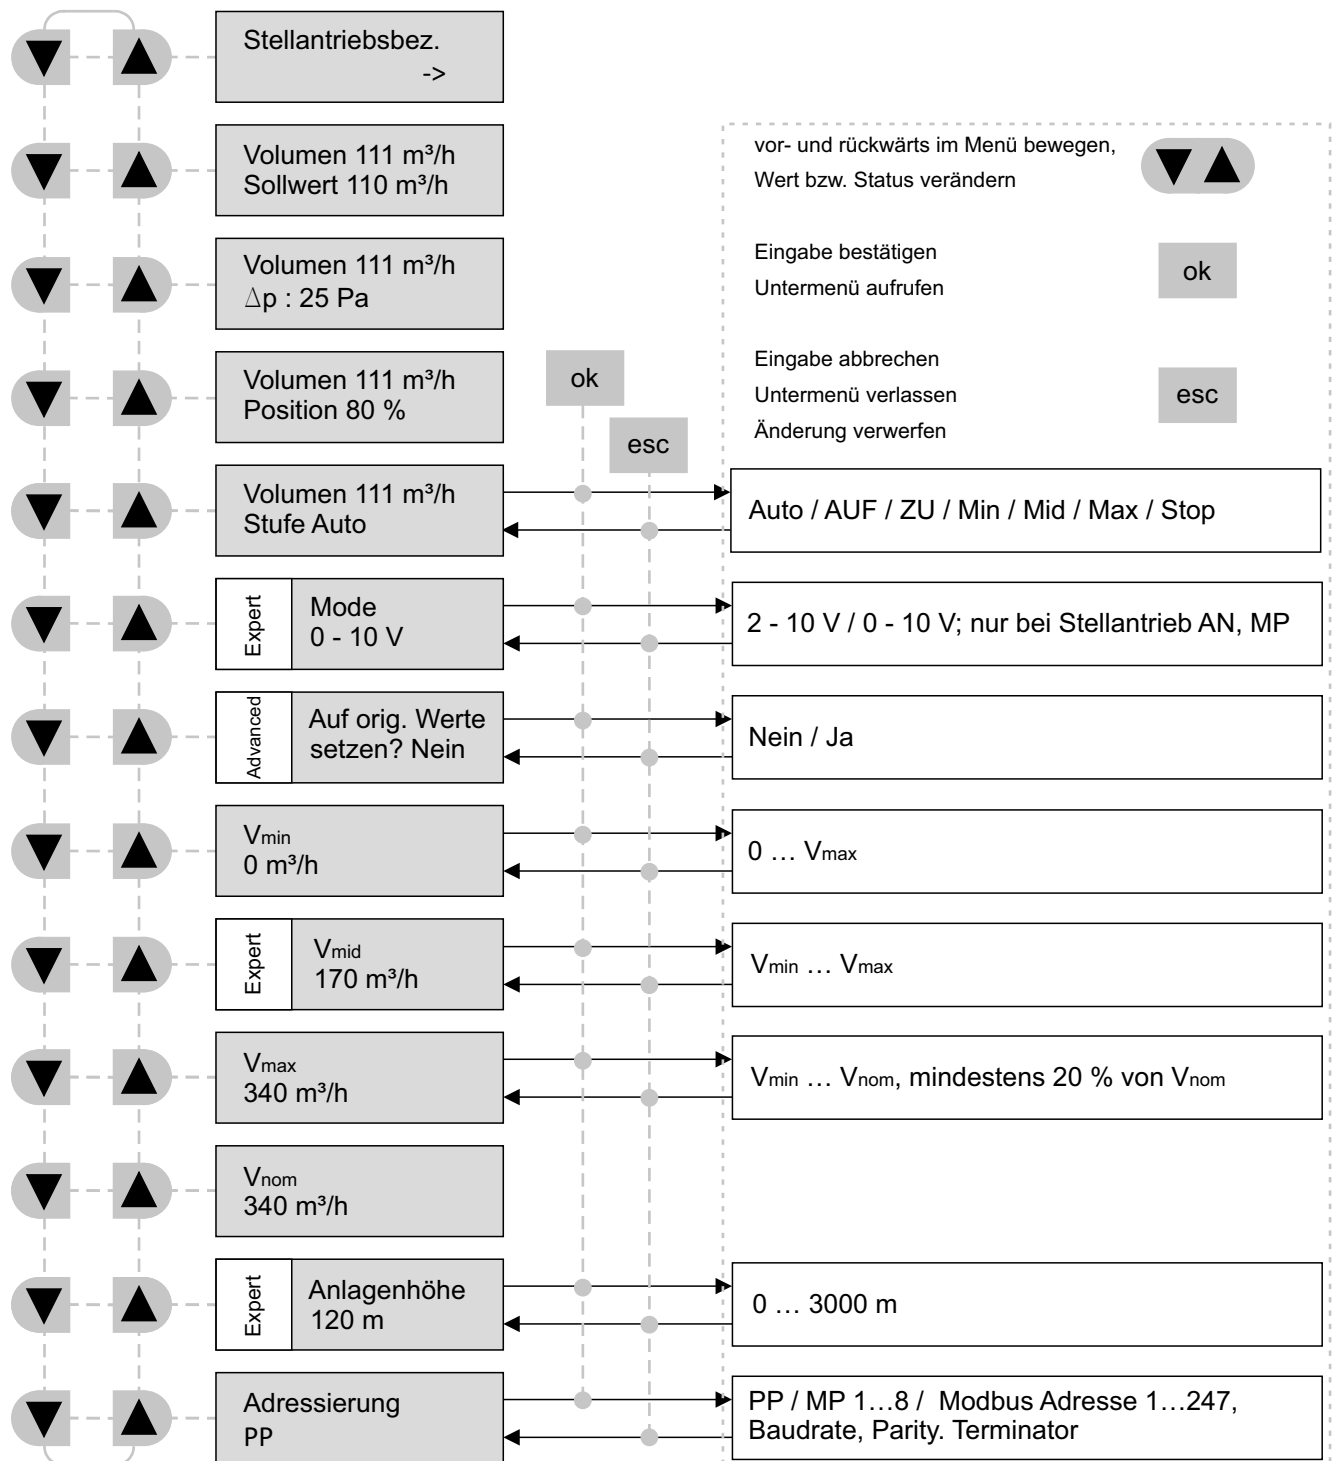 Stellantriebsbez.
->
Volumen 111 m³/h
Sollwert 110 m³/h
vor- und rückwärts im Menü bewegen,
Wert bzw. Status verändern
Volumen 111 m³/h
Δp : 25 Pa
Eingabe bestätigen
Untermenü aufrufen
ok
Volumen 111 m³/h
Position 80 %
ok
esc
Eingabe abbrechen
Untermenü verlassen
Änderung verwerfen
esc
Volumen 111 m³/h
Stufe Auto
Auto / AUF / ZU / Min / Mid / Max / Stop
Expert
Mode
0 - 10 V
2 - 10 V / 0 - 10 V; nur bei Stellantrieb AN, MP
Advanced
Auf orig. Werte
setzen? Nein
Nein / Ja
Vmin
0 m³/h
0 … Vmax
Expert
Vmid
170 m³/h
Vmin … Vmax
Vmax
340 m³/h
Vmin … Vnom, mindestens 20 % von Vnom
Vnom
340 m³/h
Expert
Anlagenhöhe
120 m
0 … 3000 m
Adressierung
PP
PP / MP 1…8 / Modbus Adresse 1…247,
Baudrate, Parity. Terminator